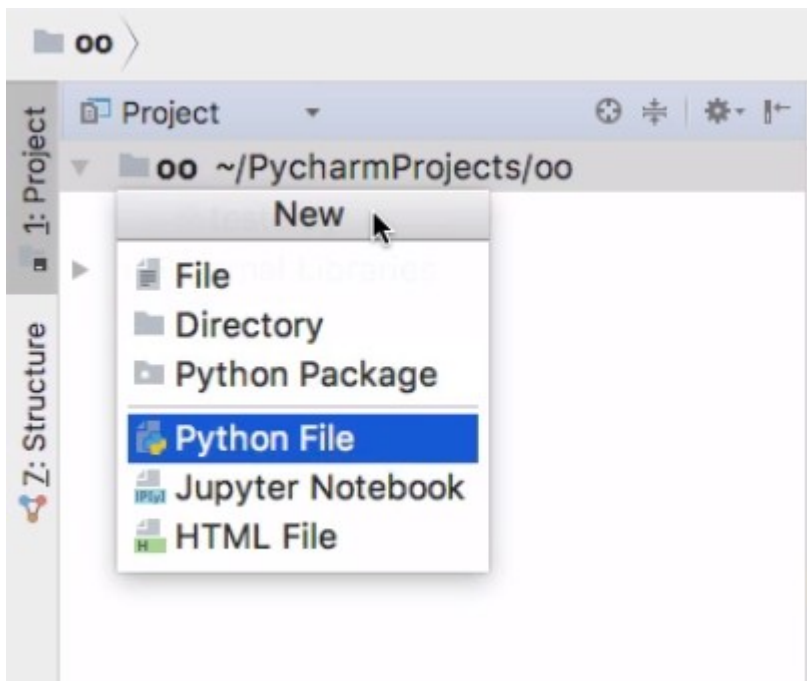 oo
Project
1: Project
oo ~/PycharmProjects/oo
New
File
Directory
Python Package
Python File
Jupyter Notebook
HTML File
Z: Structure